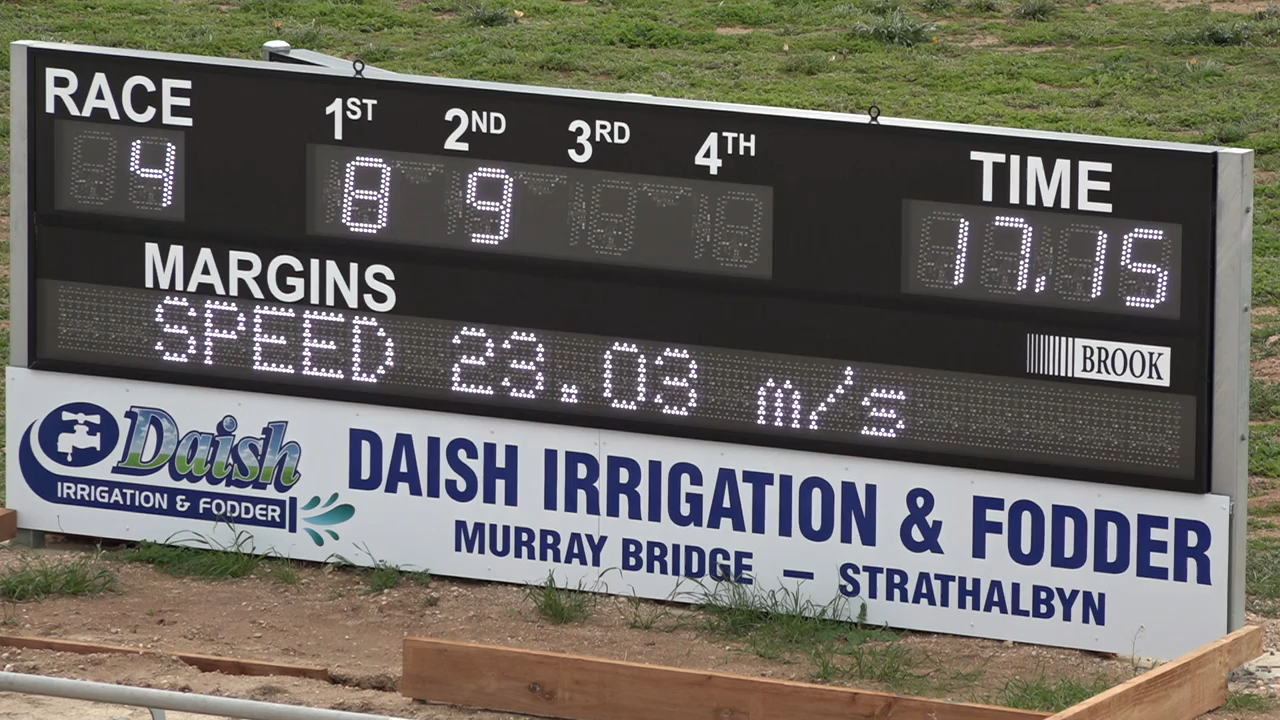 RACE 1ST 2ND 3RD 4TH TIME
4 8 9 17.15
MARGINS
SPEED 23.03 m/s
BROOK
Daish
IRRIGATION & FODDER
DAISH IRRIGATION & FODDER
MURRAY BRIDGE – STRATHALBYN